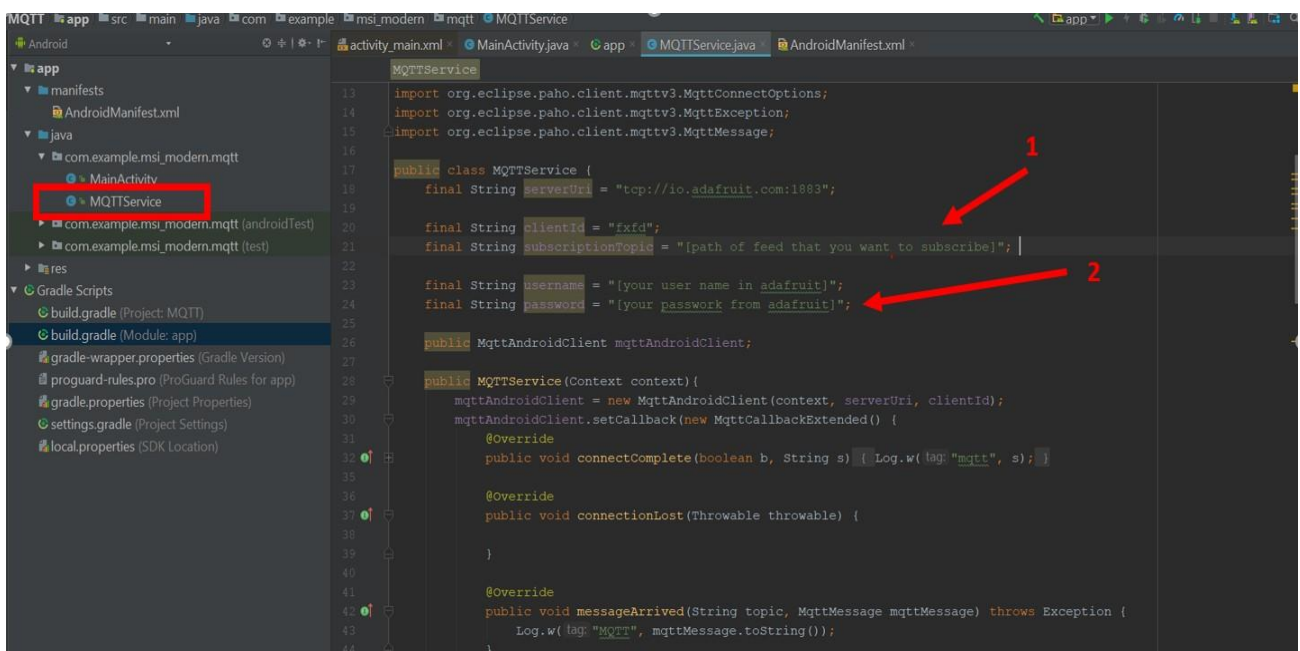 MQTT app src main java com example msi_modern mqtt MQTTService
app
Android
activity_main.xml MainActivity.java app MQTTService.java AndroidManifest.xml
app
manifests
AndroidManifest.xml
java
com.example.msi_modern.mqtt
MainActivity
MQTTService
com.example.msi_modern.mqtt (androidTest)
com.example.msi_modern.mqtt (test)
res
Gradle Scripts
build.gradle (Project: MQTT)
build.gradle (Module: app)
gradle-wrapper.properties (Gradle Version)
proguard-rules.pro (ProGuard Rules for app)
gradle.properties (Project Properties)
settings.gradle (Project Settings)
local.properties (SDK Location)
MQTTService
13 import org.eclipse.paho.client.mqttv3.MqttConnectOptions;
14 import org.eclipse.paho.client.mqttv3.MqttException;
15 import org.eclipse.paho.client.mqttv3.MqttMessage;
16
17 public class MQTTService {
18 final String serverUri = "tcp://io.adafruit.com:1883";
19
20 final String clientId = "fxfd";
21 final String subscriptionTopic = "[path of feed that you want to subscribe]";
22
23 final String username = "[your user name in adafruit]";
24 final String password = "[your passwork from adafruit]";
25
26 public MqttAndroidClient mqttAndroidClient;
27
28 public MQTTService(Context context){
29 mqttAndroidClient = new MqttAndroidClient(context, serverUri, clientId);
30 mqttAndroidClient.setCallback(new MqttCallbackExtended() {
31 @Override
32 public void connectComplete(boolean b, String s) { Log.w( tag: "mqtt", s); }
35
36 @Override
37 public void connectionLost(Throwable throwable) {
38
39 }
40
41 @Override
42 public void messageArrived(String topic, MqttMessage mqttMessage) throws Exception {
43 Log.w( tag: "MQTT", mqttMessage.toString());
44 }
1
2